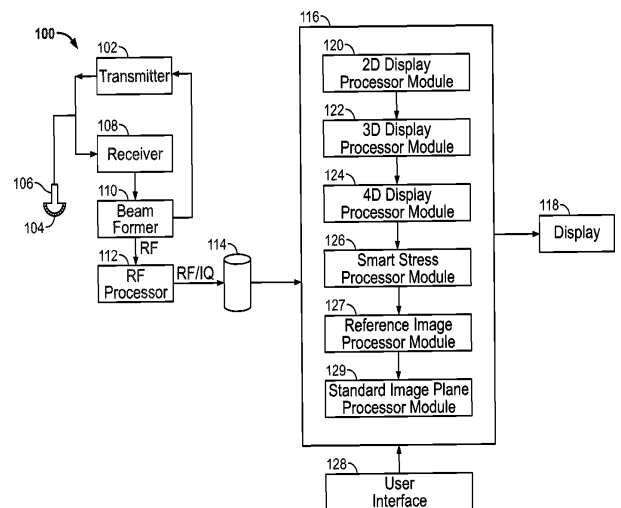 100
102
Transmitter
108
Receiver
106
104
110
Beam
Former
RF
112
RF
Processor
RF/IQ
114
116
120
2D Display
Processor Module
122
3D Display
Processor Module
124
4D Display
Processor Module
126
Smart Stress
Processor Module
127
Reference Image
Processor Module
129
Standard Image Plane
Processor Module
118
Display
128
User
Interface